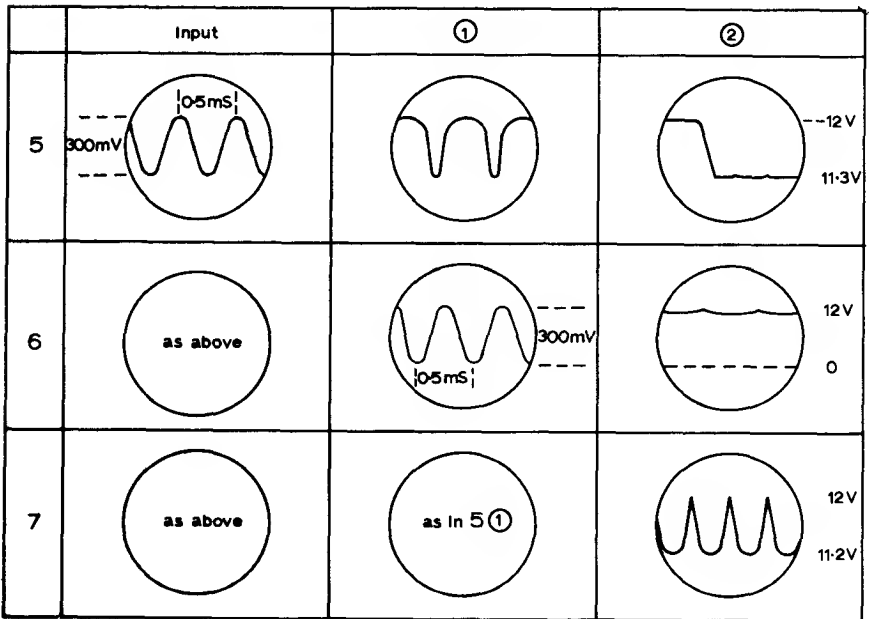 Input ① ②
5 300mV 0·5mS --12V 11·3V
6 as above 0·5mS 300mV 12V 0
7 as above as in 5 ① 12V 11·2V